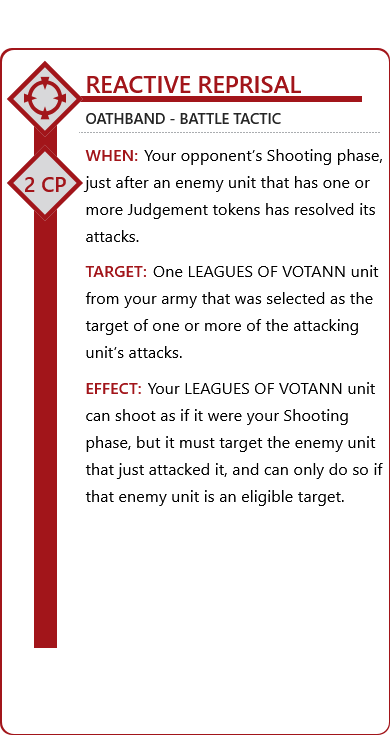 REACTIVE REPRISAL
OATHBAND - BATTLE TACTIC
2 CP
WHEN: Your opponent’s Shooting phase,
just after an enemy unit that has one or
more Judgement tokens has resolved its
attacks.
TARGET: One LEAGUES OF VOTANN unit
from your army that was selected as the
target of one or more of the attacking
unit’s attacks.
EFFECT: Your LEAGUES OF VOTANN unit
can shoot as if it were your Shooting
phase, but it must target the enemy unit
that just attacked it, and can only do so if
that enemy unit is an eligible target.